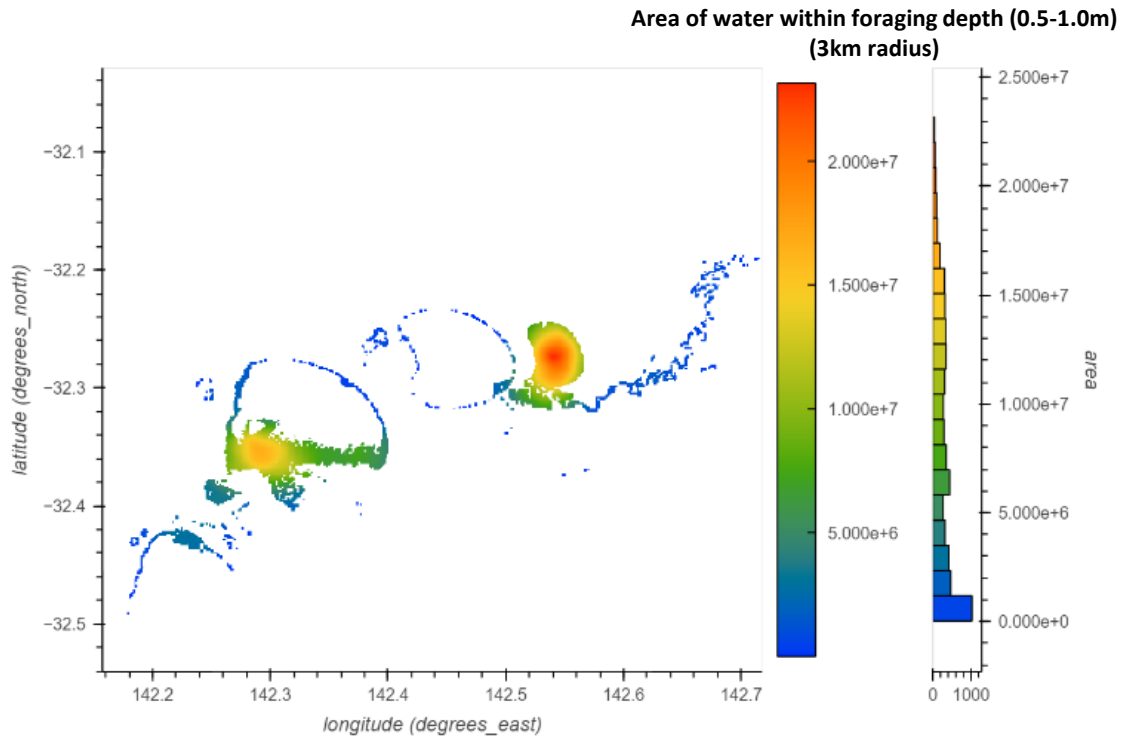 Area of water within foraging depth (0.5-1.0m)
(3km radius)
−32.1
−32.2
−32.3
−32.4
−32.5
latitude (degrees_north)
142.2
142.3
142.4
142.5
142.6
142.7
longitude (degrees_east)
2.000e+7
1.500e+7
1.000e+7
5.000e+6
2.500e+7
2.000e+7
1.500e+7
1.000e+7
5.000e+6
0.000e+0
area
0
1000